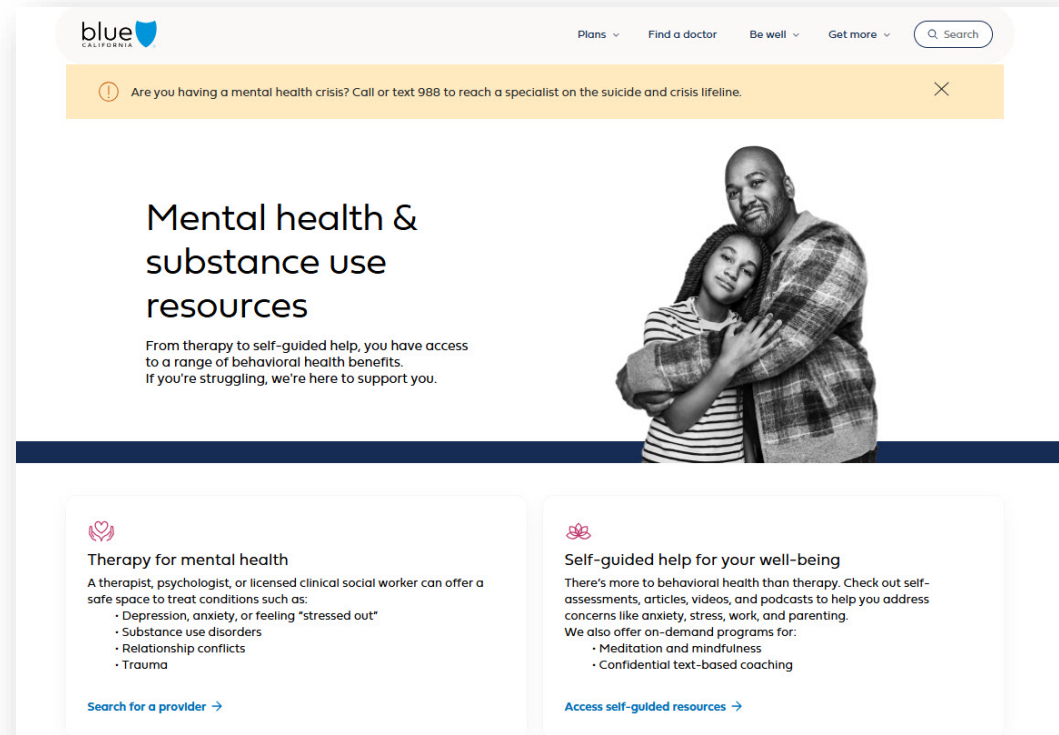 blue
CALIFORNIA
Plans
Find a doctor
Be well
Get more
Search
Are you having a mental health crisis? Call or text 988 to reach a specialist on the suicide and crisis lifeline.
Mental health &
substance use
resources
From therapy to self-guided help, you have access
to a range of behavioral health benefits.
If you're struggling, we're here to support you.
Therapy for mental health
A therapist, psychologist, or licensed clinical social worker can offer a
safe space to treat conditions such as:
• Depression, anxiety, or feeling “stressed out”
• Substance use disorders
• Relationship conflicts
• Trauma
Search for a provider →
Self-guided help for your well-being
There's more to behavioral health than therapy. Check out self-
assessments, articles, videos, and podcasts to help you address
concerns like anxiety, stress, work, and parenting.
We also offer on-demand programs for:
• Meditation and mindfulness
• Confidential text-based coaching
Access self-guided resources →